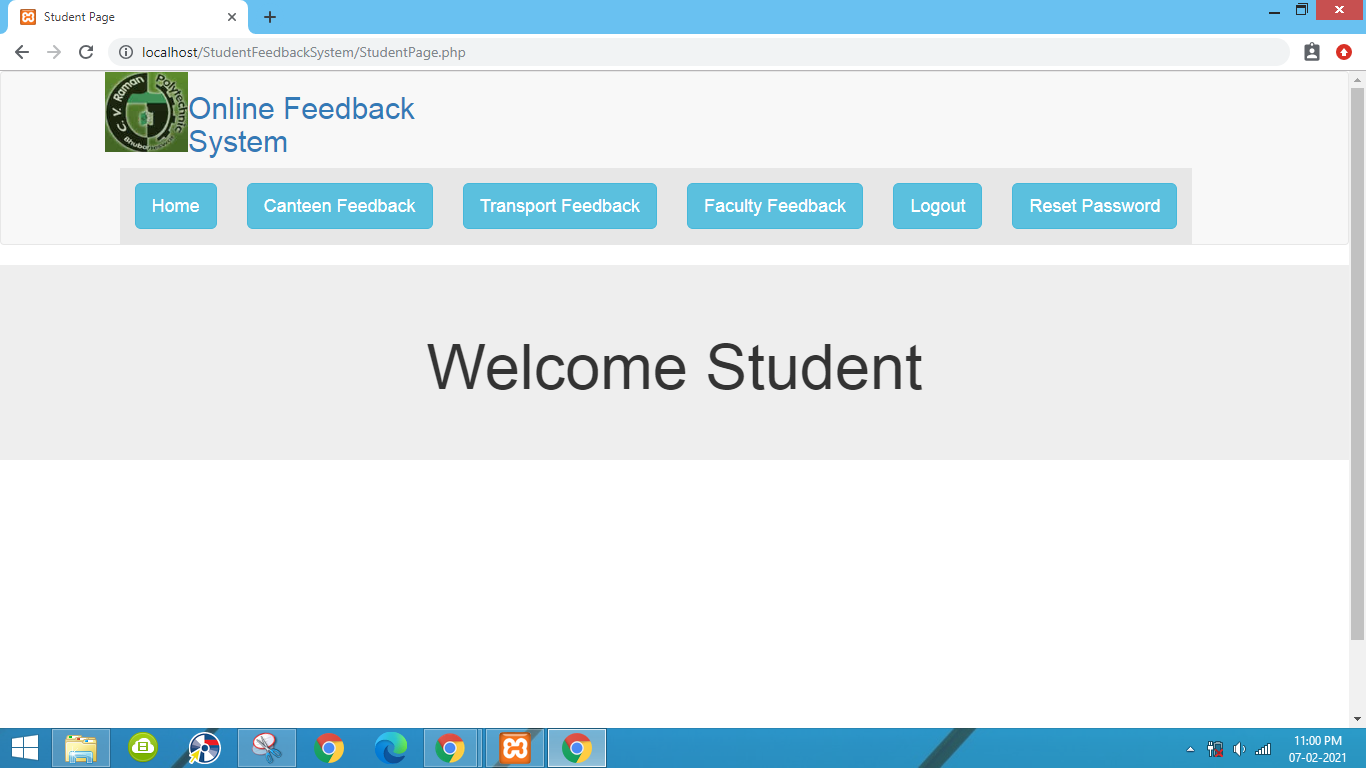 Student Page
localhost/StudentFeedbackSystem/StudentPage.php
C. V. Raman Polytechnic
Online Feedback
System
Home Canteen Feedback Transport Feedback Faculty Feedback Logout Reset Password
Welcome Student
11:00 PM
07-02-2021